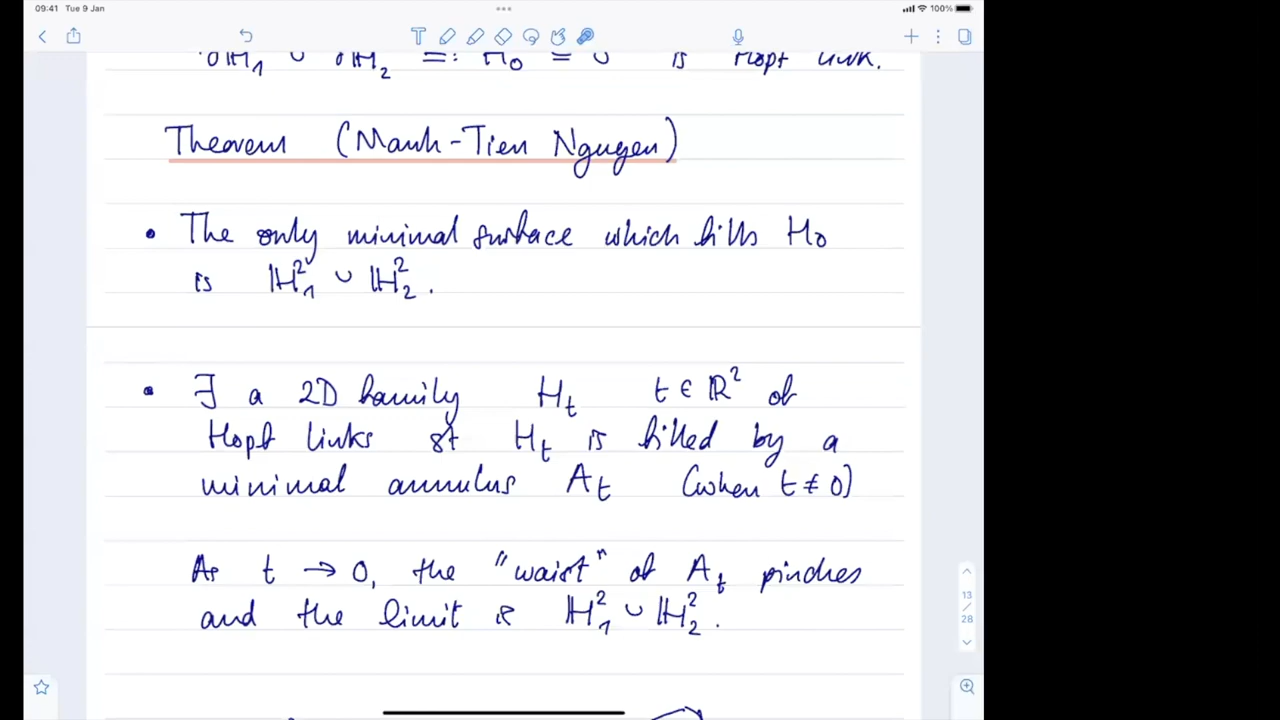 09:41 Tue 9 Jan
100%
∂H₁ ∪ ∂H₂ =: H₀ = is Hopf link.
Theorem (Manh-Tien Nguyen)
• The only minimal surface which fills H₀
is ℍ²₁ ∪ ℍ²₂.
• ∃ a 2D family H_t t ∈ ℝ² of
Hopf links st H_t is filled by a
minimal annulus A_t (when t ≠ 0)
As t → 0, the "waist" of A_t pinches
and the limit is ℍ²₁ ∪ ℍ²₂.
13
/
28